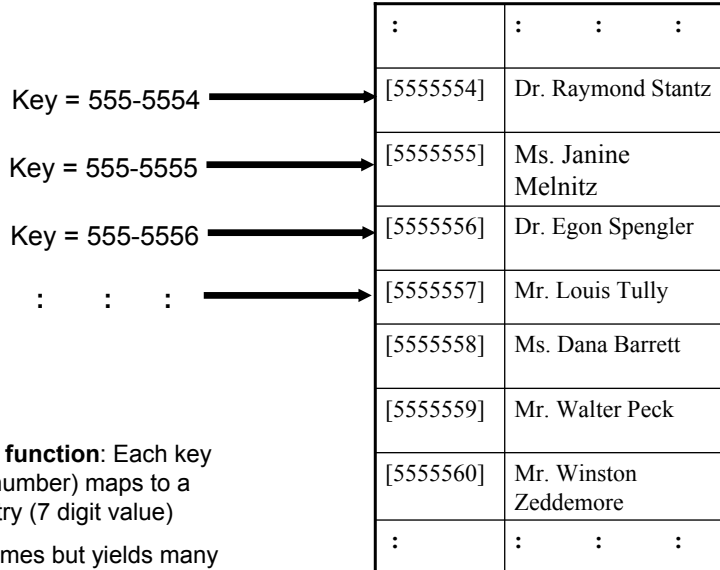 : : : :
Key = 555-5554 [5555554] Dr. Raymond Stantz
Key = 555-5555 [5555555] Ms. Janine
Melnitz
Key = 555-5556 [5555556] Dr. Egon Spengler
: : : [5555557] Mr. Louis Tully
[5555558] Ms. Dana Barrett
[5555559] Mr. Walter Peck
function: Each key
number) maps to a
try (7 digit value)
[5555560] Mr. Winston
Zeddemore
mes but yields many
: : : :